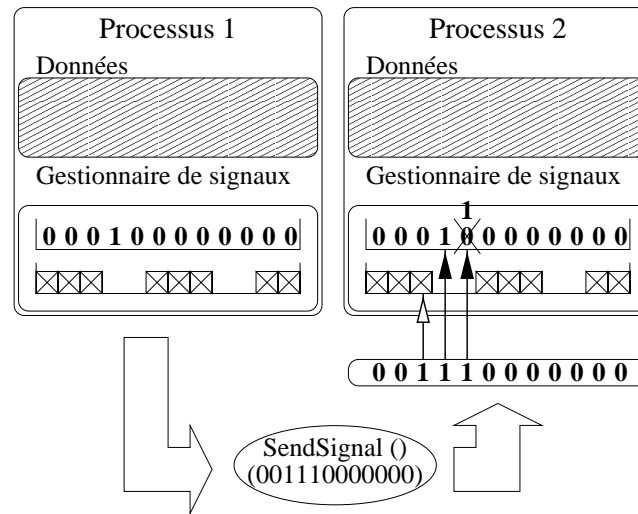 Processus 1
Données
Gestionnaire de signaux
0 0 0 1 0 0 0 0 0 0 0 0
Processus 2
Données
Gestionnaire de signaux
1
0 0 0 1 0 0 0 0 0 0 0 0
0 0 1 1 1 0 0 0 0 0 0 0
SendSignal ()
(001110000000)